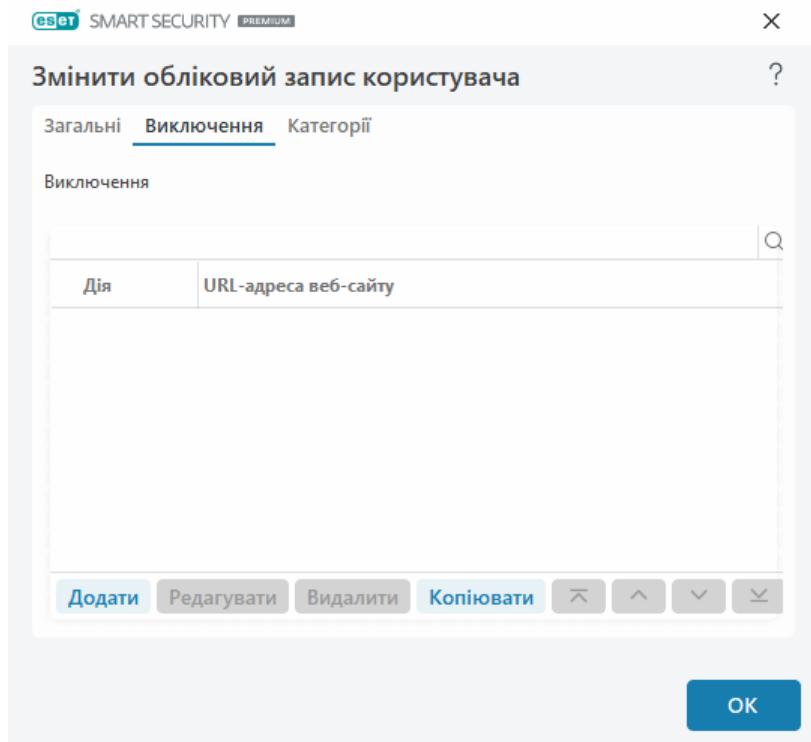 eset SMART SECURITY PREMIUM
Змінити обліковий запис користувача ?
Загальні Виключення Категорії
Виключення
Дія URL-адреса веб-сайту
Додати Редагувати Видалити Копіювати
ОК